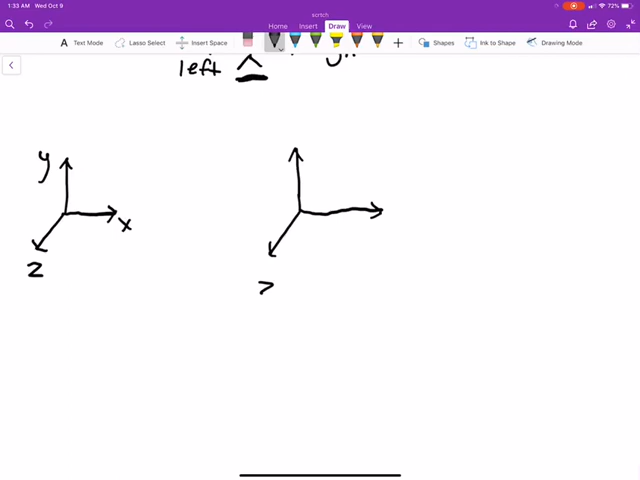 1:33 AM Wed Oct 9
scrtch
72%
Home Insert Draw View
Text Mode Lasso Select Insert Space Shapes Ink to Shape Drawing Mode
left
y
x
z